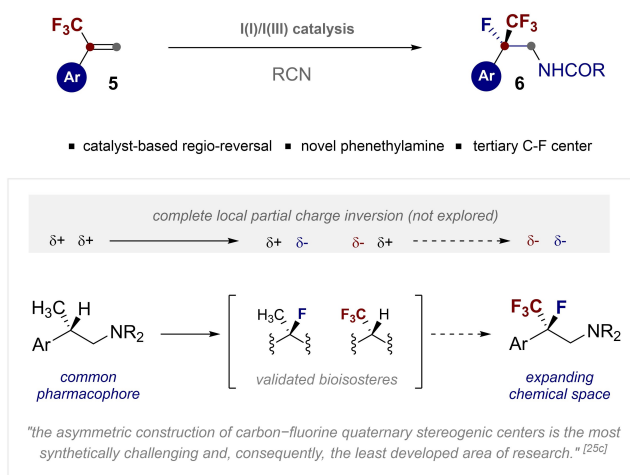 F₃C
Ar
5
I(I)/I(III) catalysis
RCN
F
CF₃
Ar
NHCOR
6
▪ catalyst-based regio-reversal ▪ novel phenethylamine ▪ tertiary C-F center
complete local partial charge inversion (not explored)
δ+ δ+ δ+ δ- δ- δ+ δ- δ-
H₃C H
Ar NR₂
H₃C F
F₃C H
F₃C F
Ar NR₂
common
pharmacophore
validated bioisosteres
expanding
chemical space
"the asymmetric construction of carbon−fluorine quaternary stereogenic centers is the most
synthetically challenging and, consequently, the least developed area of research." [25c]